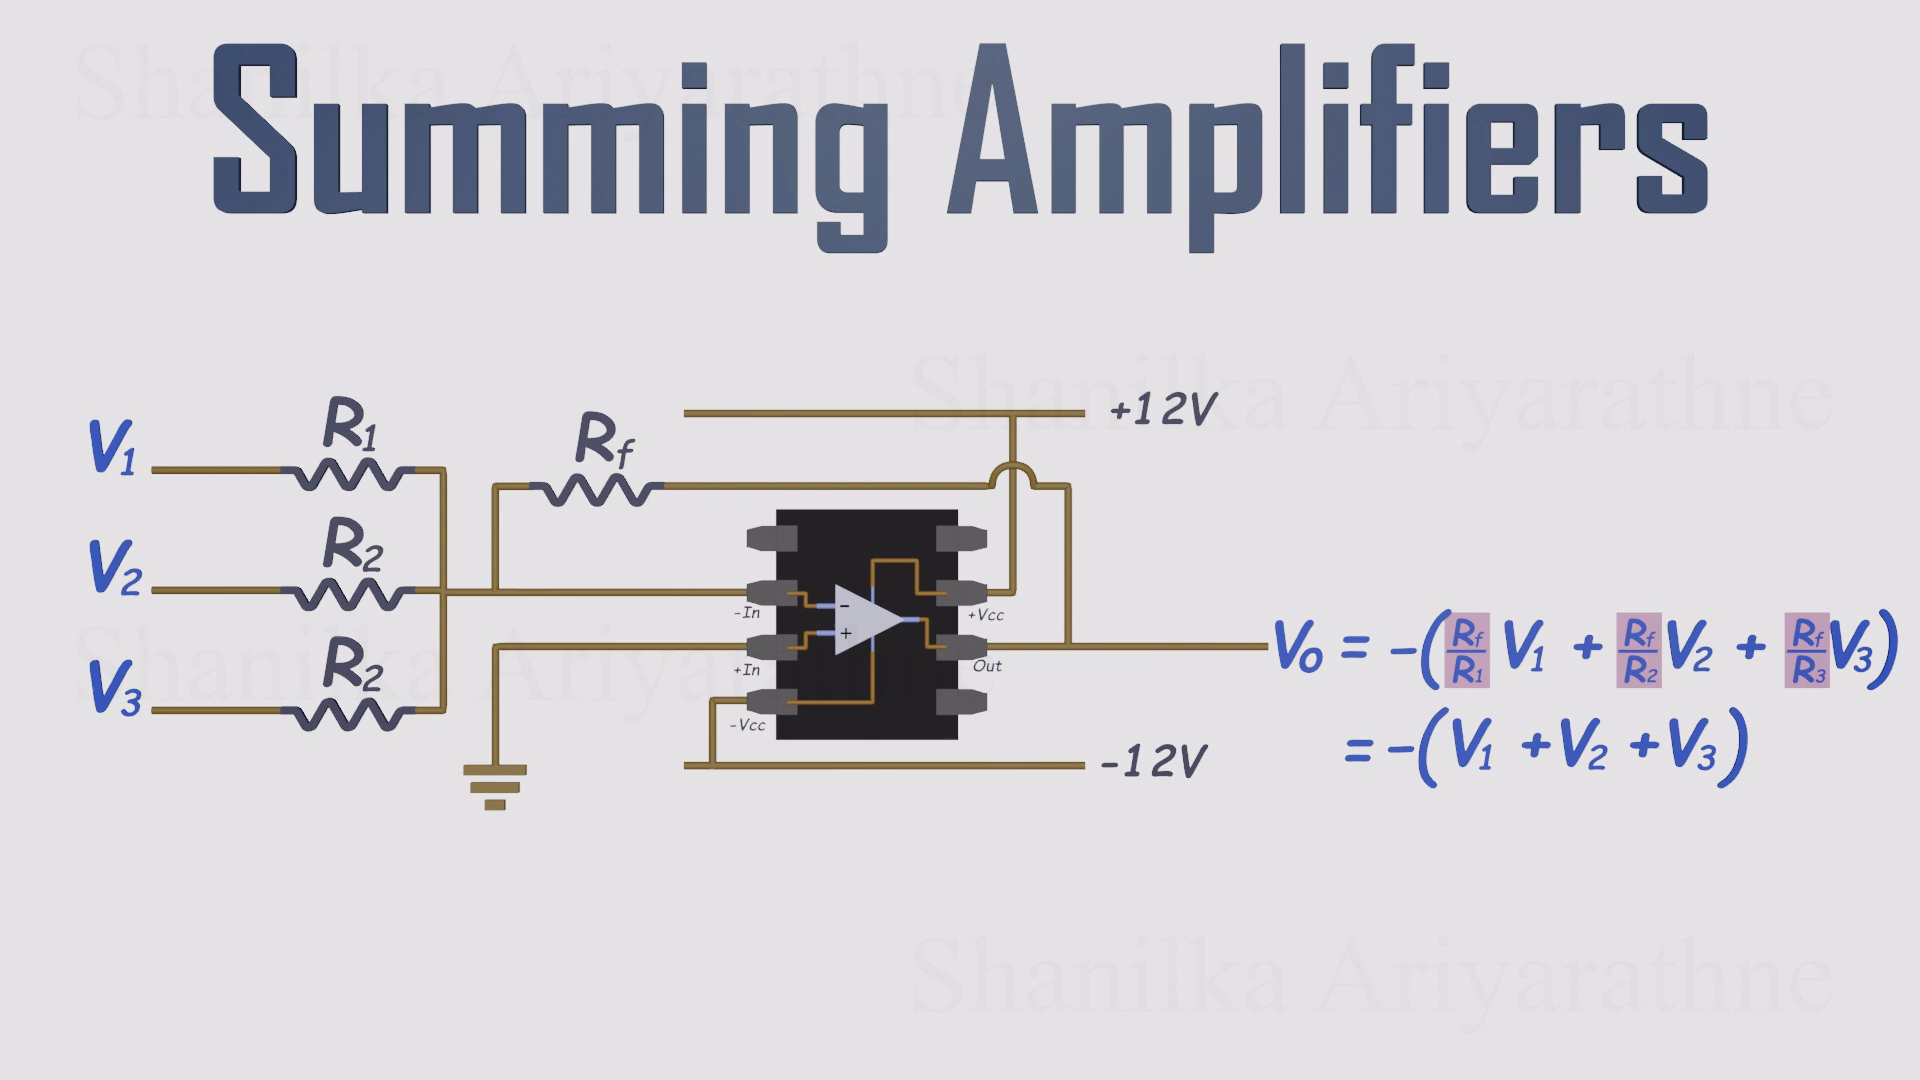 Summing Amplifiers
Shanilka Ariyarathne
Shanilka Ariyarathne
+12V
V1
R1
Rf
V2
R2
-In
+Vcc
−
+
Shanilka Ariyarathne
V3
R2
+In
Out
Vo = -(Rf/R1 V1 + Rf/R2 V2 + Rf/R3 V3)
= -(V1 + V2 + V3)
-Vcc
-12V
Shanilka Ariyarathne